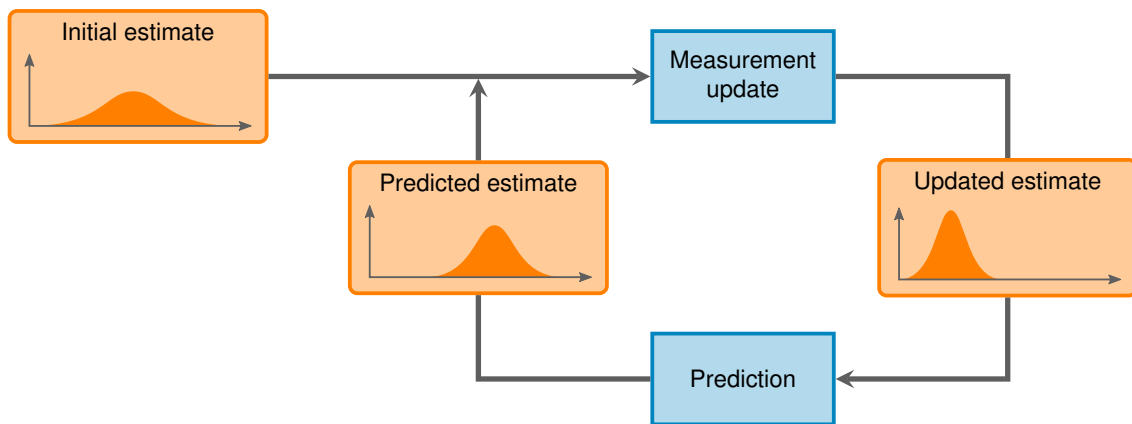 Initial estimate
Measurement
update
Predicted estimate
Updated estimate
Prediction